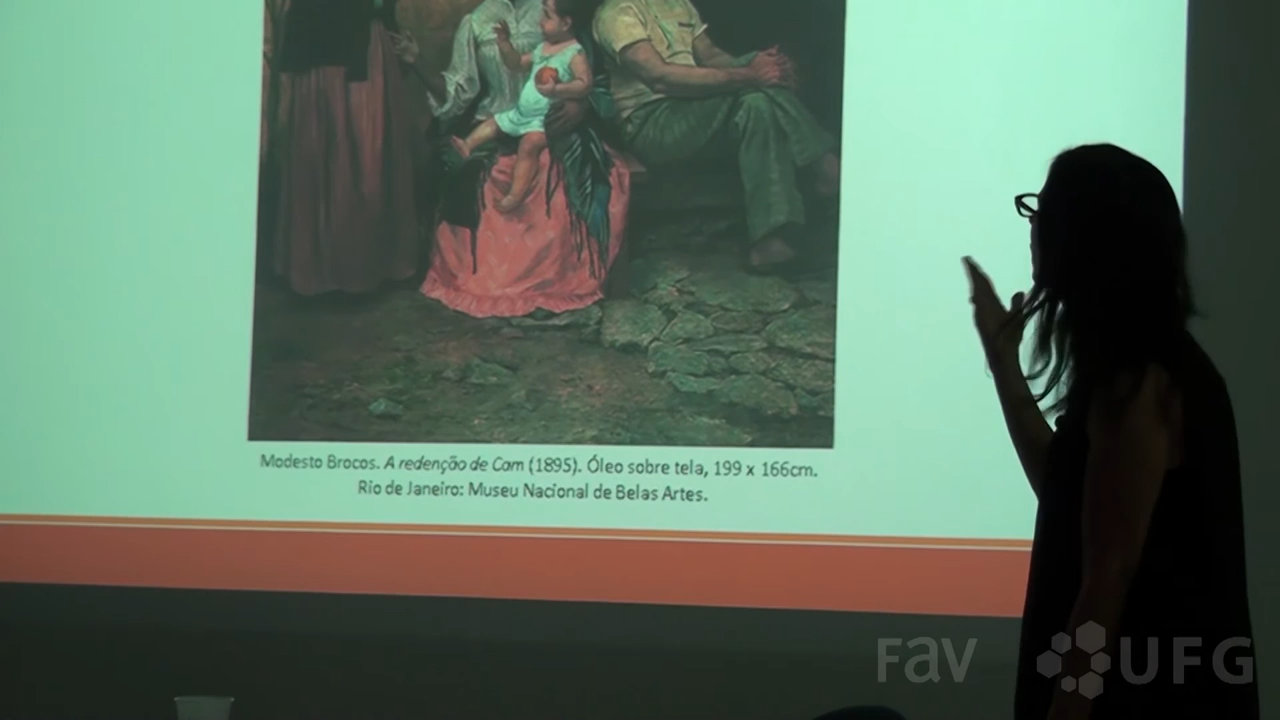 Modesto Brocos. A redenção de Cam (1895). Óleo sobre tela, 199 x 166cm.
Rio de Janeiro: Museu Nacional de Belas Artes.
FAV UFG